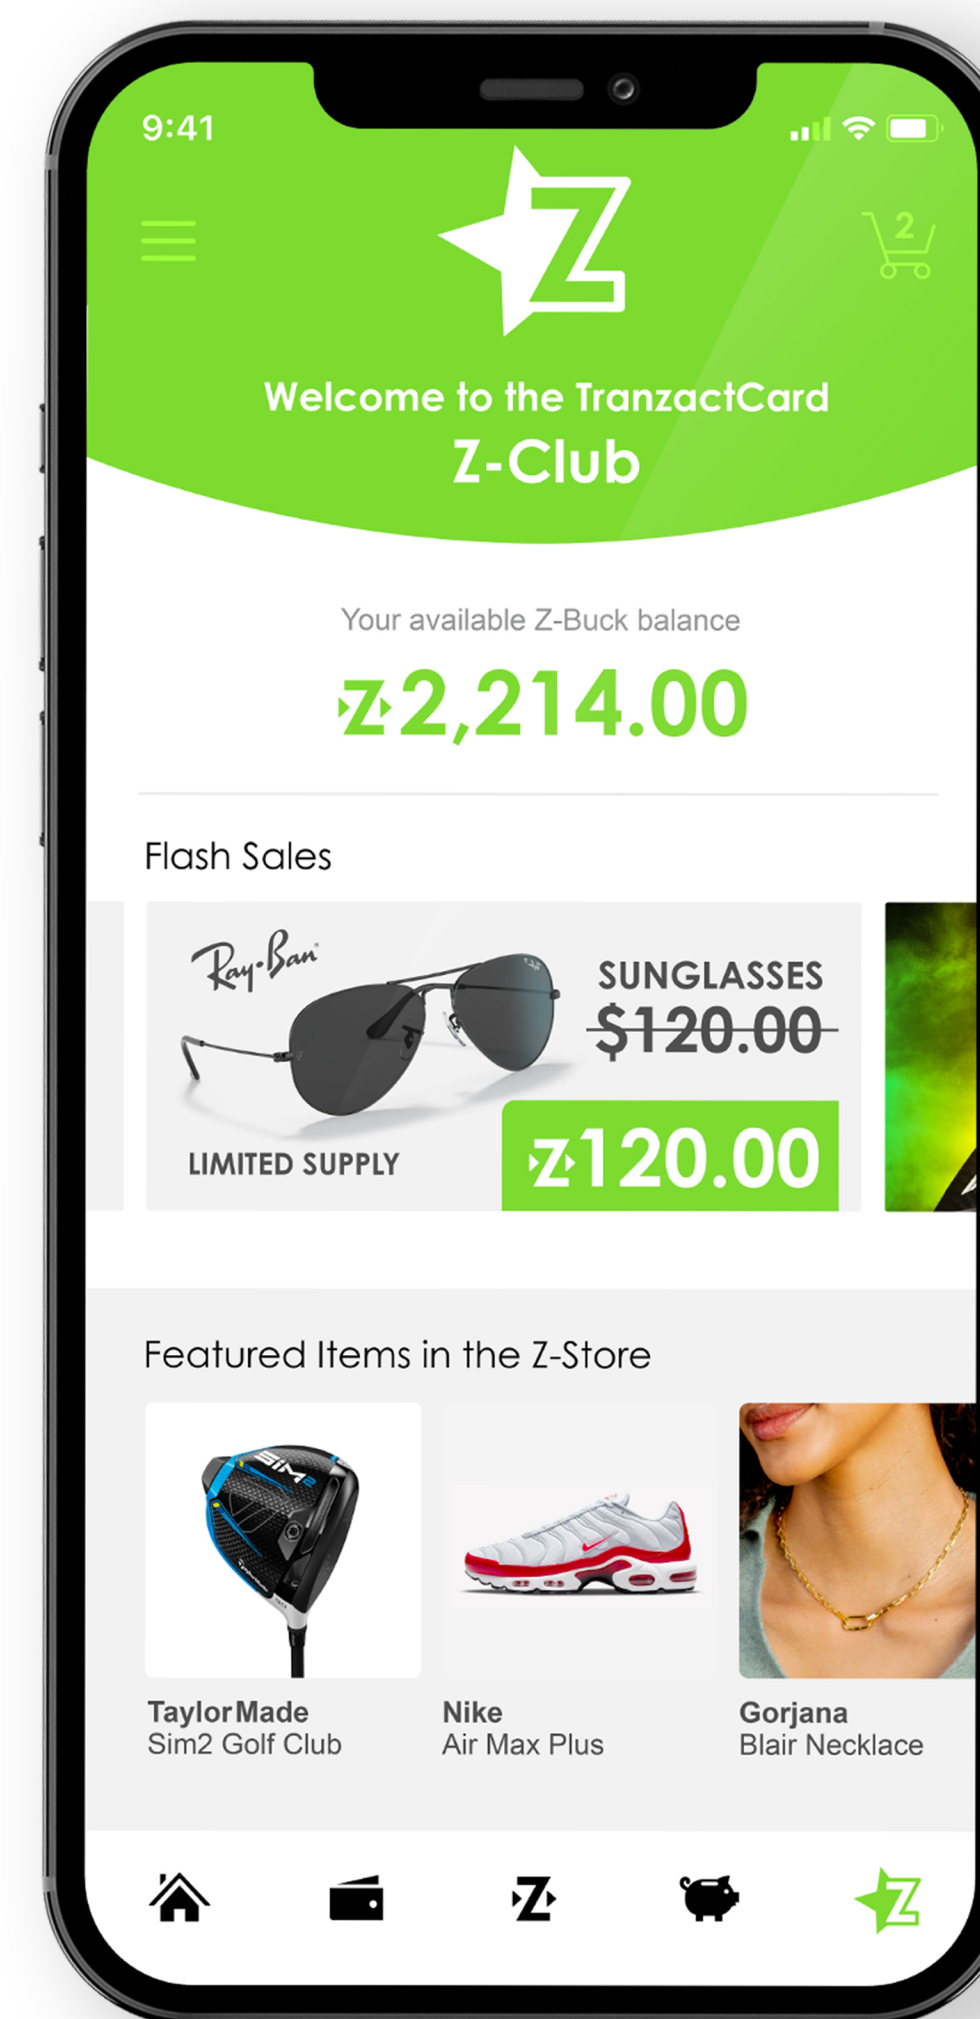 9:41
2
Z
Welcome to the TranzactCard
Z-Club
Your available Z-Buck balance
Z2,214.00
Flash Sales
Ray-Ban
SUNGLASSES
$120.00
LIMITED SUPPLY
Z120.00
Featured Items in the Z-Store
SIM2
TaylorMade
Sim2 Golf Club
Nike
Air Max Plus
Gorjana
Blair Necklace
Z
Z